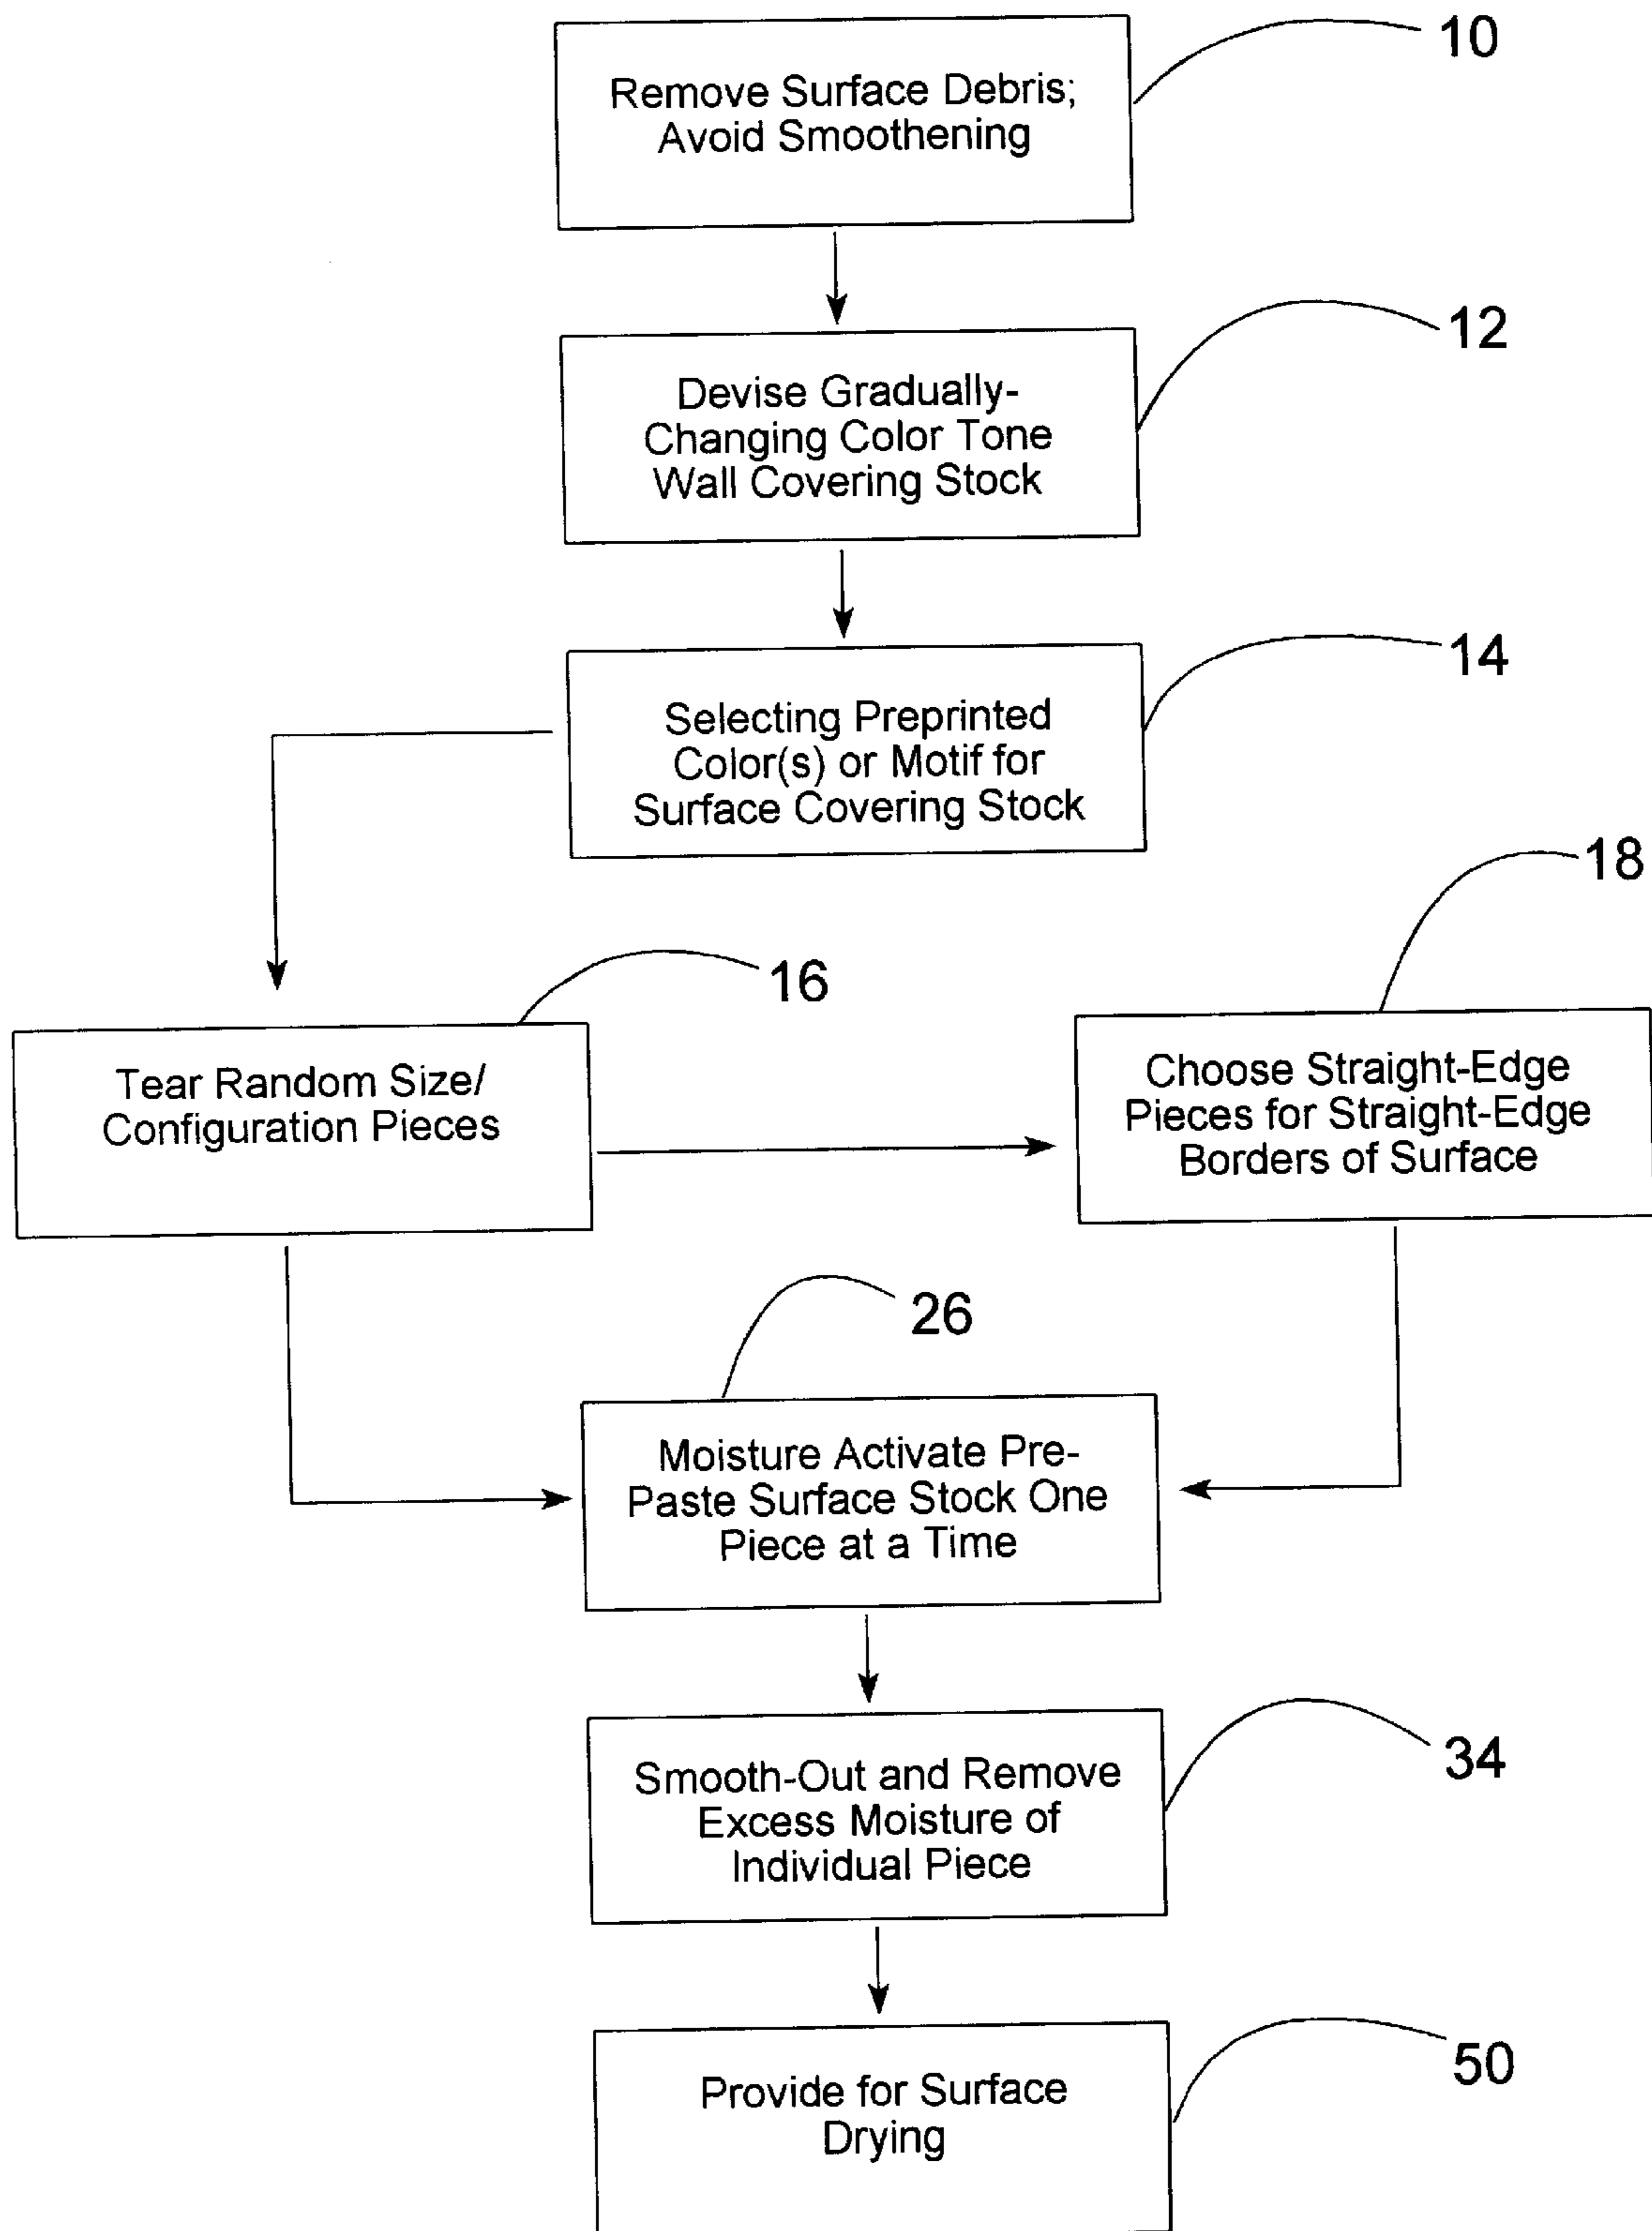 10
Remove Surface Debris;
Avoid Smoothening
12
Devise Gradually-
Changing Color Tone
Wall Covering Stock
14
Selecting Preprinted
Color(s) or Motif for
Surface Covering Stock
18
16
Tear Random Size/
Configuration Pieces
Choose Straight-Edge
Pieces for Straight-Edge
Borders of Surface
26
Moisture Activate Pre-
Paste Surface Stock One
Piece at a Time
34
Smooth-Out and Remove
Excess Moisture of
Individual Piece
50
Provide for Surface
Drying